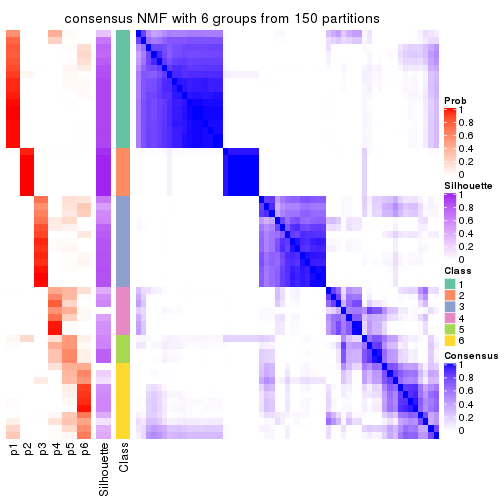 consensus NMF with 6 groups from 150 partitions
Prob
1
0.8
0.6
0.4
0.2
0
Silhouette
1
0.8
0.6
0.4
0.2
0
Class
1
2
3
4
5
6
Consensus
1
0.8
0.6
0.4
0.2
0
p1
p2
p3
p4
p5
p6
Silhouette
Class